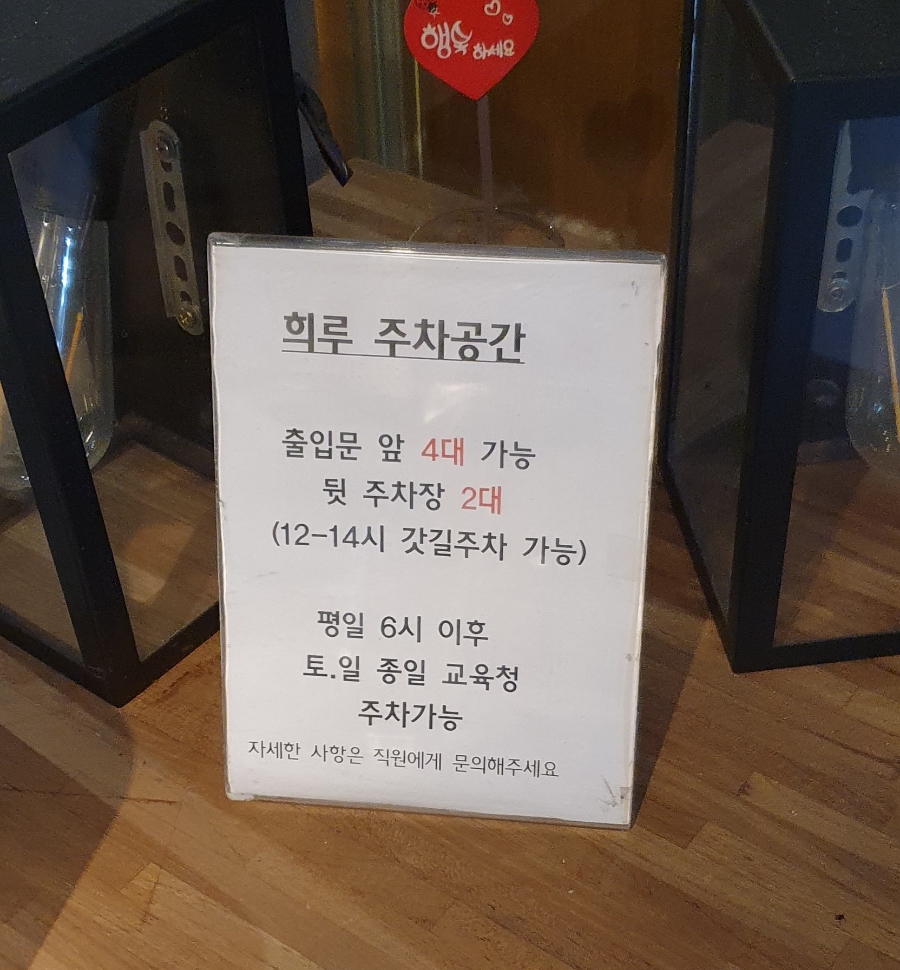 행복하세요
희루 주차공간
출입문 앞 4대 가능
뒷 주차장 2대
(12-14시 갓길주차 가능)
평일 6시 이후
토.일 종일 교육청
주차가능
자세한 사항은 직원에게 문의해주세요